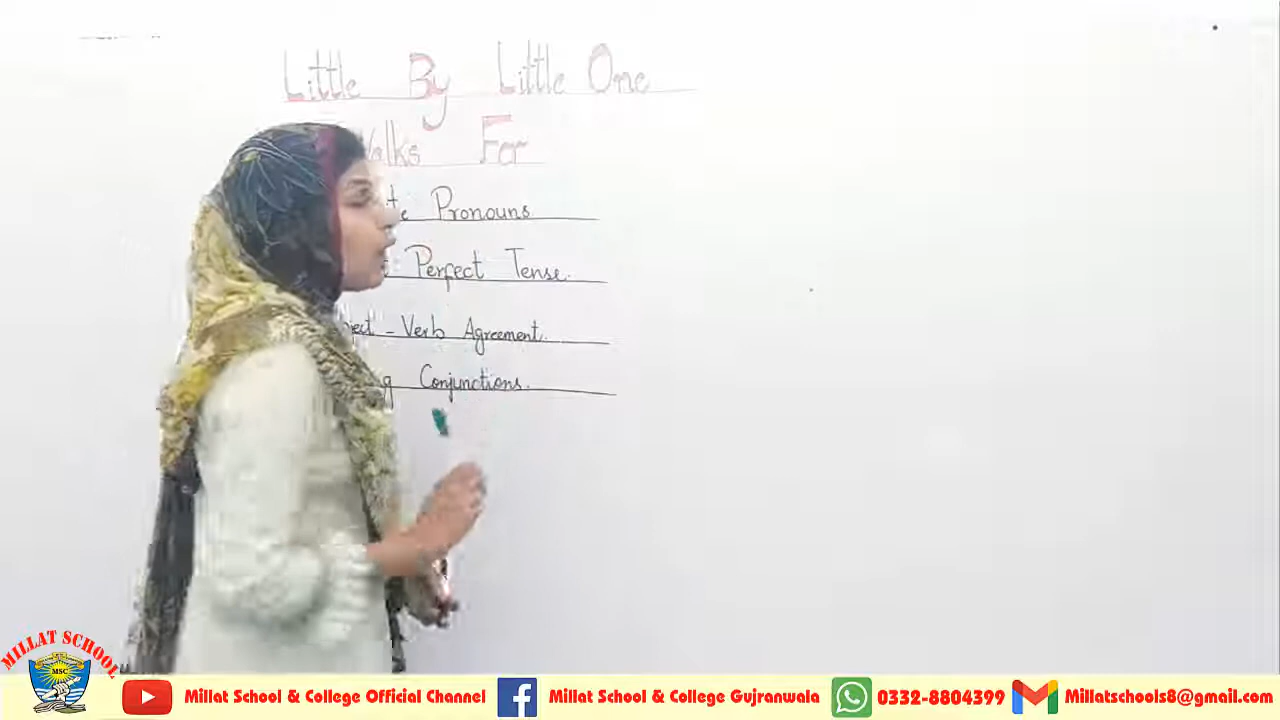 Little By Little One
Walks For
Pronouns
Perfect Tense.
- Verb Agreement.
Conjunctions.
MILLAT SCHOOL
MSC
Millat School & College Official Channel
Millat School & College Gujranwala
0332-8804399
Millatschools8@gmail.com